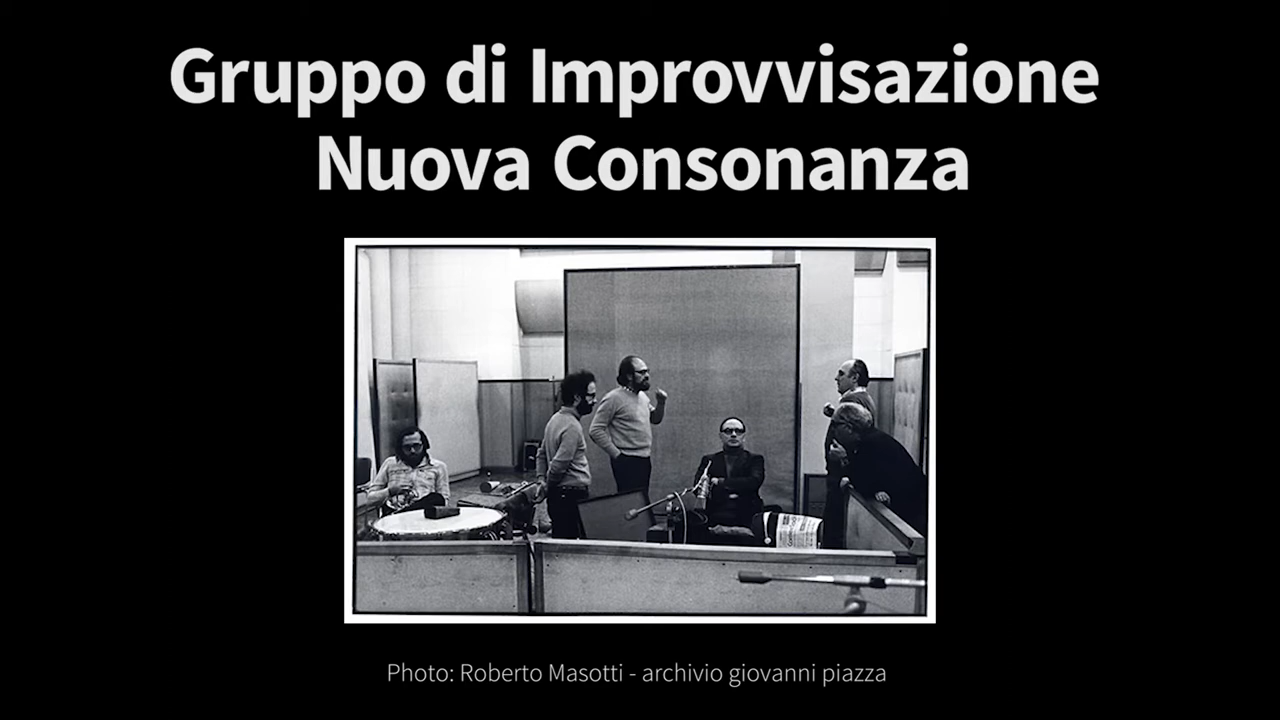 Gruppo di Improvvisazione
Nuova Consonanza
Photo: Roberto Masotti - archivio giovanni piazza